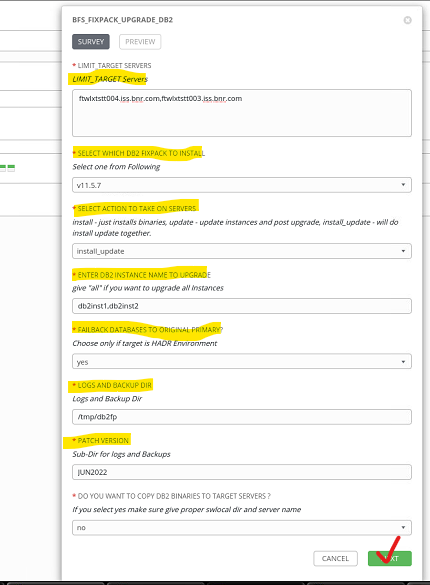 BFS_FIXPACK_UPGRADE_DB2
SURVEY
PREVIEW
* LIMIT_TARGET SERVERS
LIMIT_TARGET Servers
ftwlxtstt004.iss.bnr.com,ftwlxtstt003.iss.bnr.com
* SELECT WHICH DB2 FIXPACK TO INSTALL
Select one from Following
v11.5.7
* SELECT ACTION TO TAKE ON SERVERS
install - just installs binaries, update - update instances and post upgrade, install_update - will do
install update together.
install_update
* ENTER DB2 INSTANCE NAME TO UPGRADE
give "all" if you want to upgrade all Instances
db2inst1,db2inst2
* FAILBACK DATABASES TO ORIGINAL PRIMARY?
Choose only if target is HADR Environment
yes
* LOGS AND BACKUP DIR
Logs and Backup Dir
/tmp/db2fp
* PATCH VERSION
Sub-Dir for logs and Backups
JUN2022
* DO YOU WANT TO COPY DB2 BINARIES TO TARGET SERVERS ?
If you select yes make sure give proper swlocal dir and server name
no
CANCEL